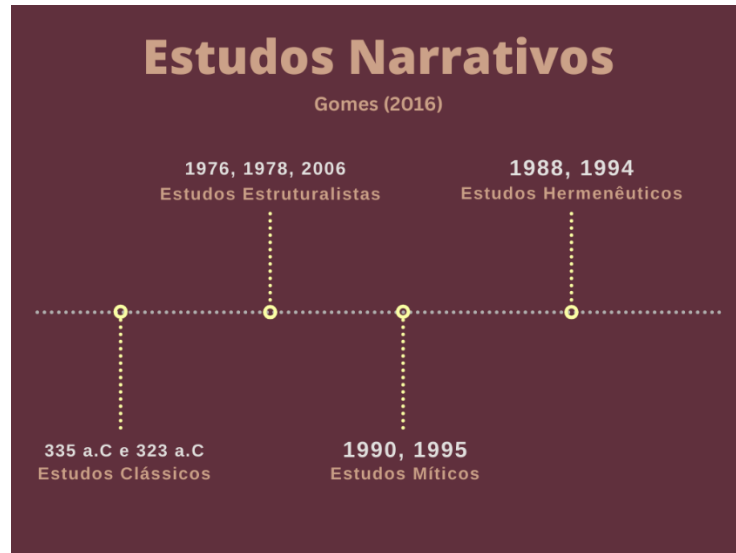 Estudos Narrativos
Gomes (2016)
1976, 1978, 2006
Estudos Estruturalistas
1988, 1994
Estudos Hermenêuticos
335 a.C e 323 a.C
Estudos Clássicos
1990, 1995
Estudos Míticos